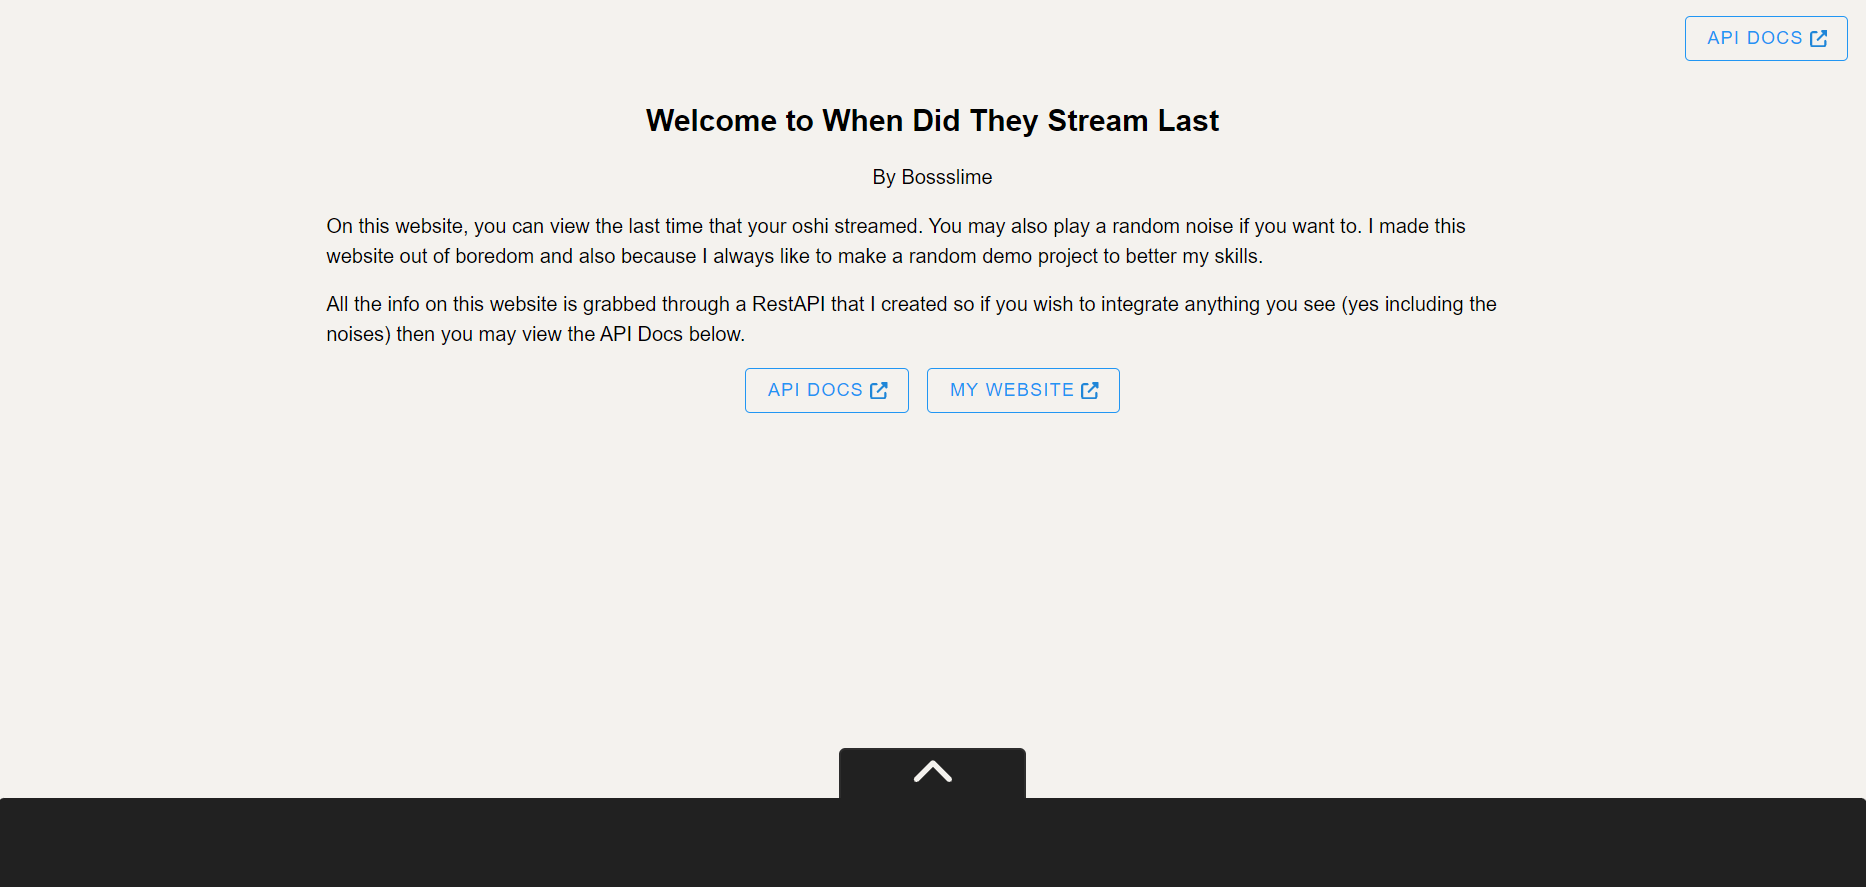 API DOCS
Welcome to When Did They Stream Last
By Bossslime
On this website, you can view the last time that your oshi streamed. You may also play a random noise if you want to. I made this
website out of boredom and also because I always like to make a random demo project to better my skills.
All the info on this website is grabbed through a RestAPI that I created so if you wish to integrate anything you see (yes including the
noises) then you may view the API Docs below.
API DOCS MY WEBSITE